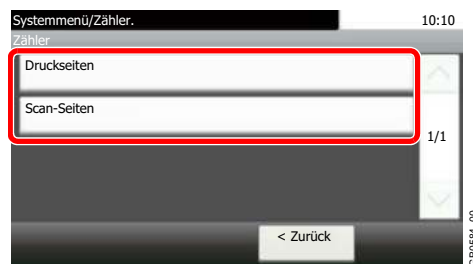 Systemmenü/Zähler.
10:10
Zähler
Druckseiten
Scan-Seiten
1/1
< Zurück